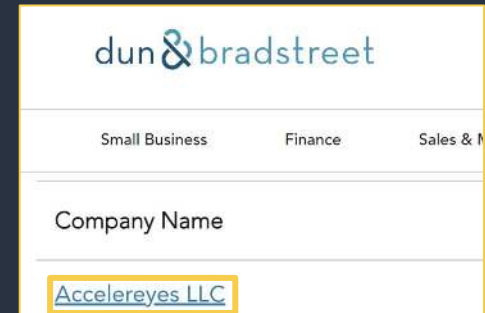 dun & bradstreet
Small Business Finance Sales &
Company Name
Accelereyes LLC